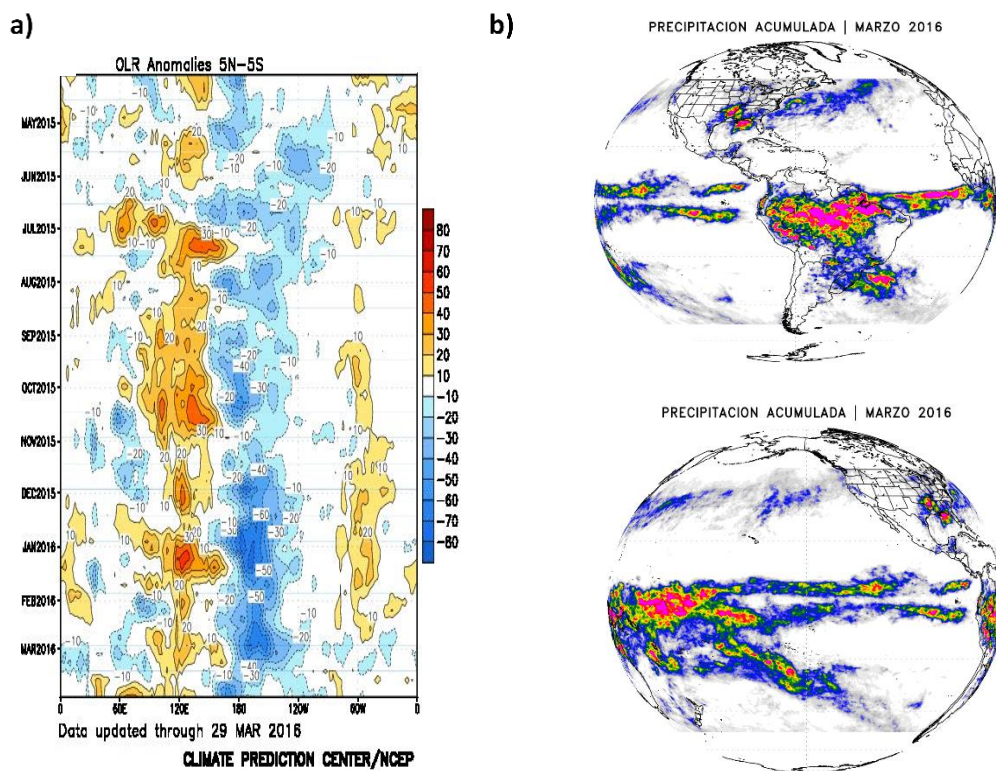 a)
OLR Anomalies 5N-5S
MAY2015
JUN2015
JUL2015
AUG2015
SEP2015
OCT2015
NOV2015
DEC2015
JAN2016
FEB2016
MAR2016
0
60E
120E
180
120W
60W
0
80
70
60
50
40
30
20
10
-10
-20
-30
-40
-50
-60
-70
-80
Data updated through 29 MAR 2016
CLIMATE PREDICTION CENTER/NCEP
b)
PRECIPITACION ACUMULADA | MARZO 2016
PRECIPITACION ACUMULADA | MARZO 2016